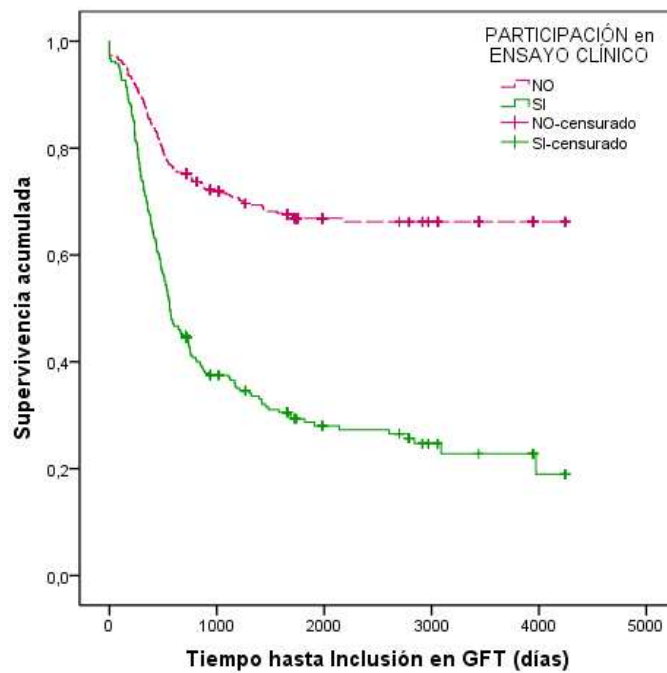 PARTICIPACIÓN en
ENSAYO CLÍNICO
NO
SI
NO-censurado
SI-censurado
1,0
0,8
0,6
0,4
0,2
0,0
Supervivencia acumulada
0 1000 2000 3000 4000 5000
Tiempo hasta Inclusión en GFT (días)